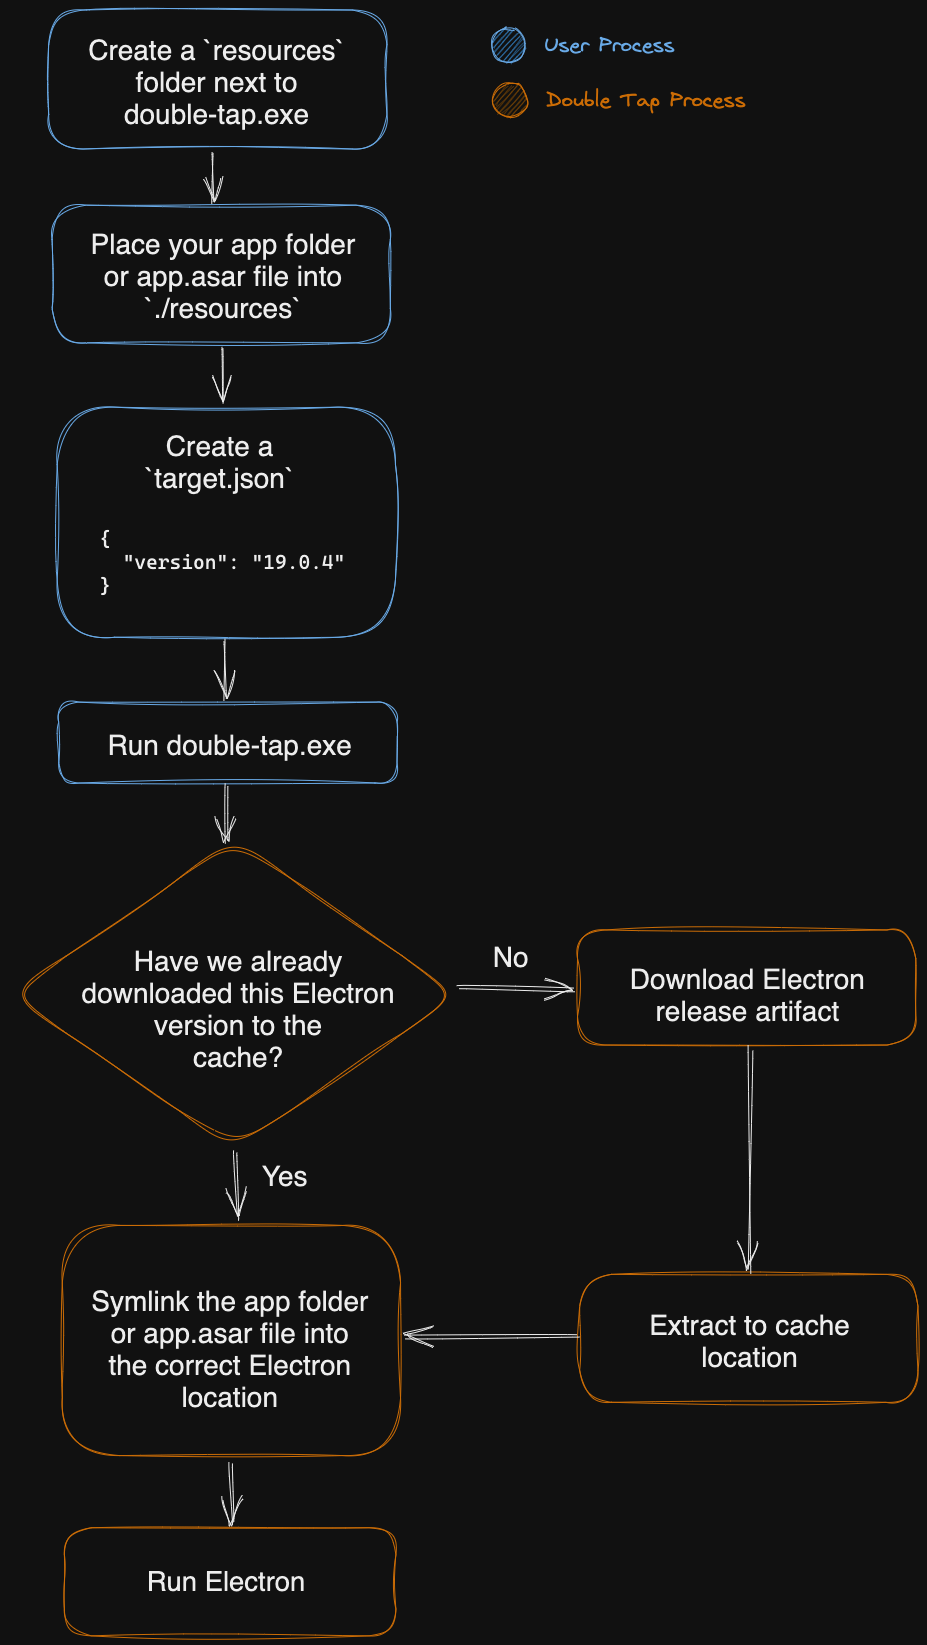 Create a `resources`
folder next to
double-tap.exe
User Process
Double Tap Process
Place your app folder
or app.asar file into
`./resources`
Create a
`target.json`
{
"version": "19.0.4"
}
Run double-tap.exe
Have we already
downloaded this Electron
version to the
cache?
No
Download Electron
release artifact
Yes
Symlink the app folder
or app.asar file into
the correct Electron
location
Extract to cache
location
Run Electron